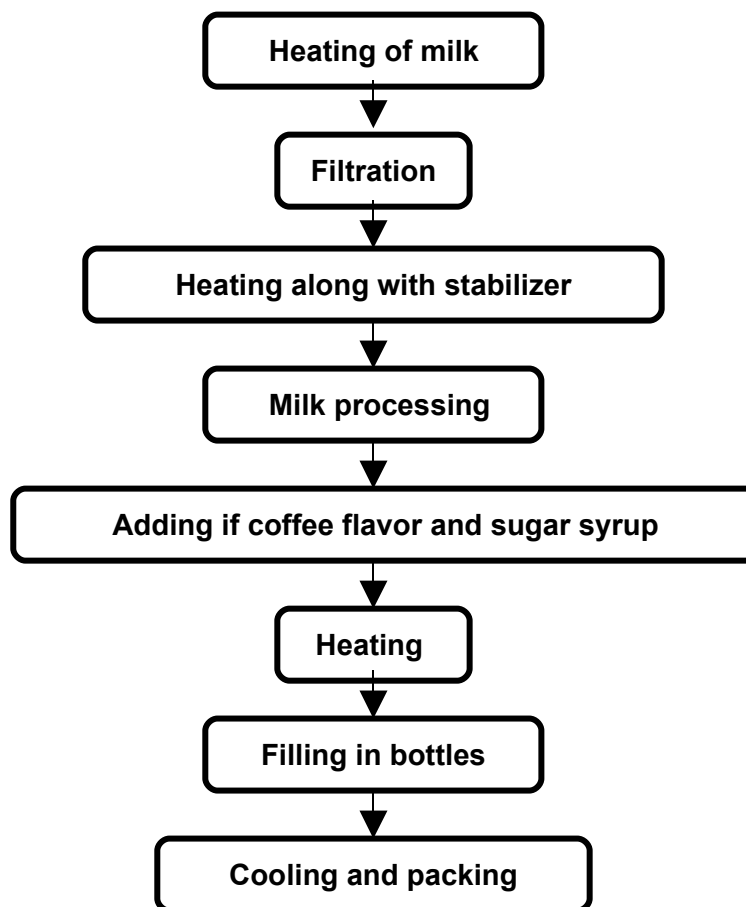 Heating of milk
Filtration
Heating along with stabilizer
Milk processing
Adding if coffee flavor and sugar syrup
Heating
Filling in bottles
Cooling and packing